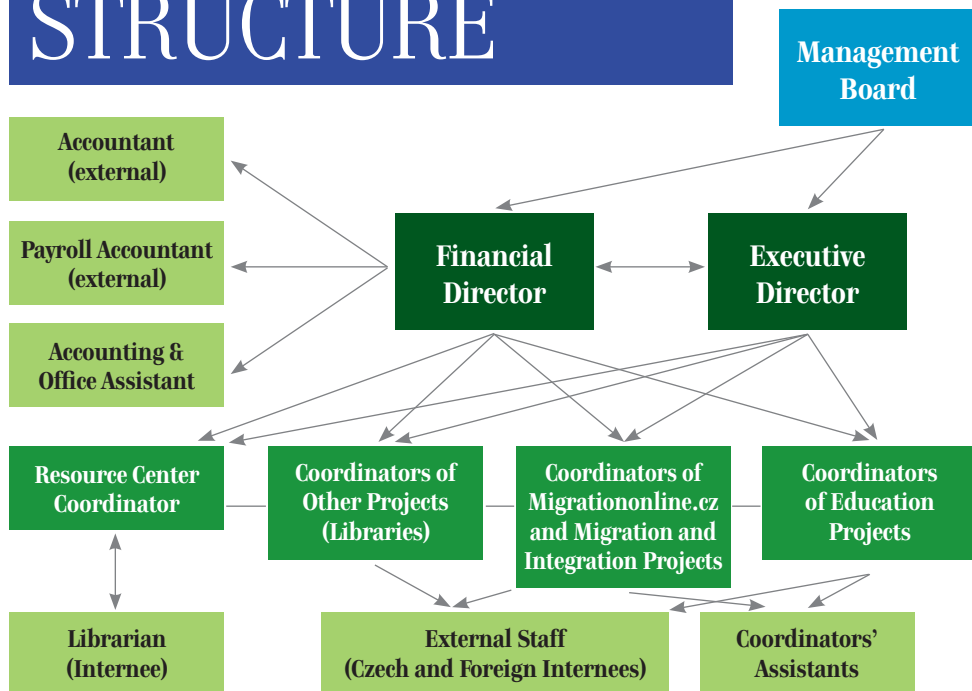 STRUCTURE
Management
Board
Accountant
(external)
Payroll Accountant
(external)
Accounting &
Office Assistant
Financial
Director
Executive
Director
Resource Center
Coordinator
Coordinators of
Other Projects
(Libraries)
Coordinators of
Migrationonline.cz
and Migration and
Integration Projects
Coordinators
of Education
Projects
Librarian
(Internee)
External Staff
(Czech and Foreign Internees)
Coordinators’
Assistants